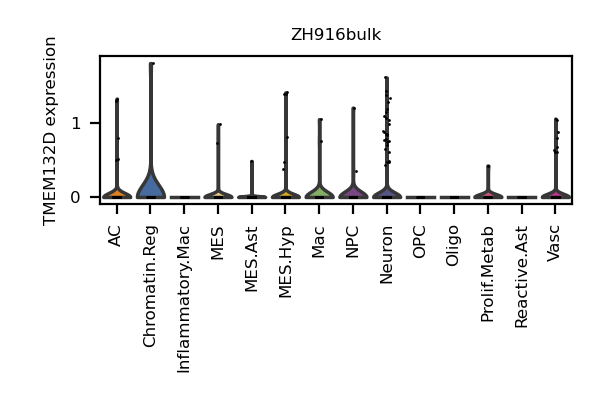 ZH916bulk
TMEM132D expression
1
0
AC
Chromatin.Reg
Inflammatory.Mac
MES
MES.Ast
MES.Hyp
Mac
NPC
Neuron
OPC
Oligo
Prolif.Metab
Reactive.Ast
Vasc